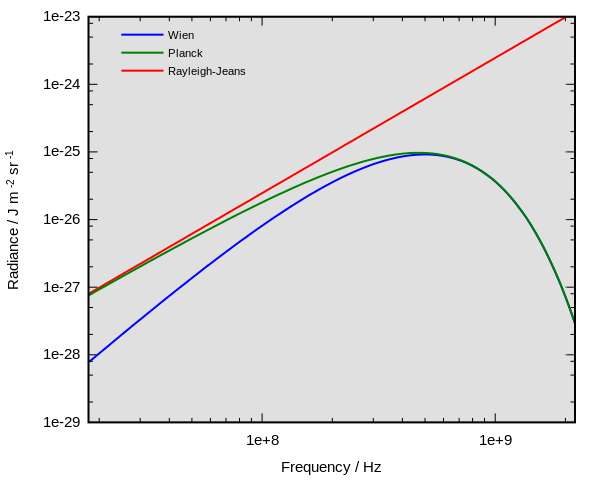 1e-23
1e-24
1e-25
1e-26
1e-27
1e-28
1e-29
Radiance / J m⁻² sr⁻¹
Wien
Planck
Rayleigh-Jeans
1e+8
1e+9
Frequency / Hz